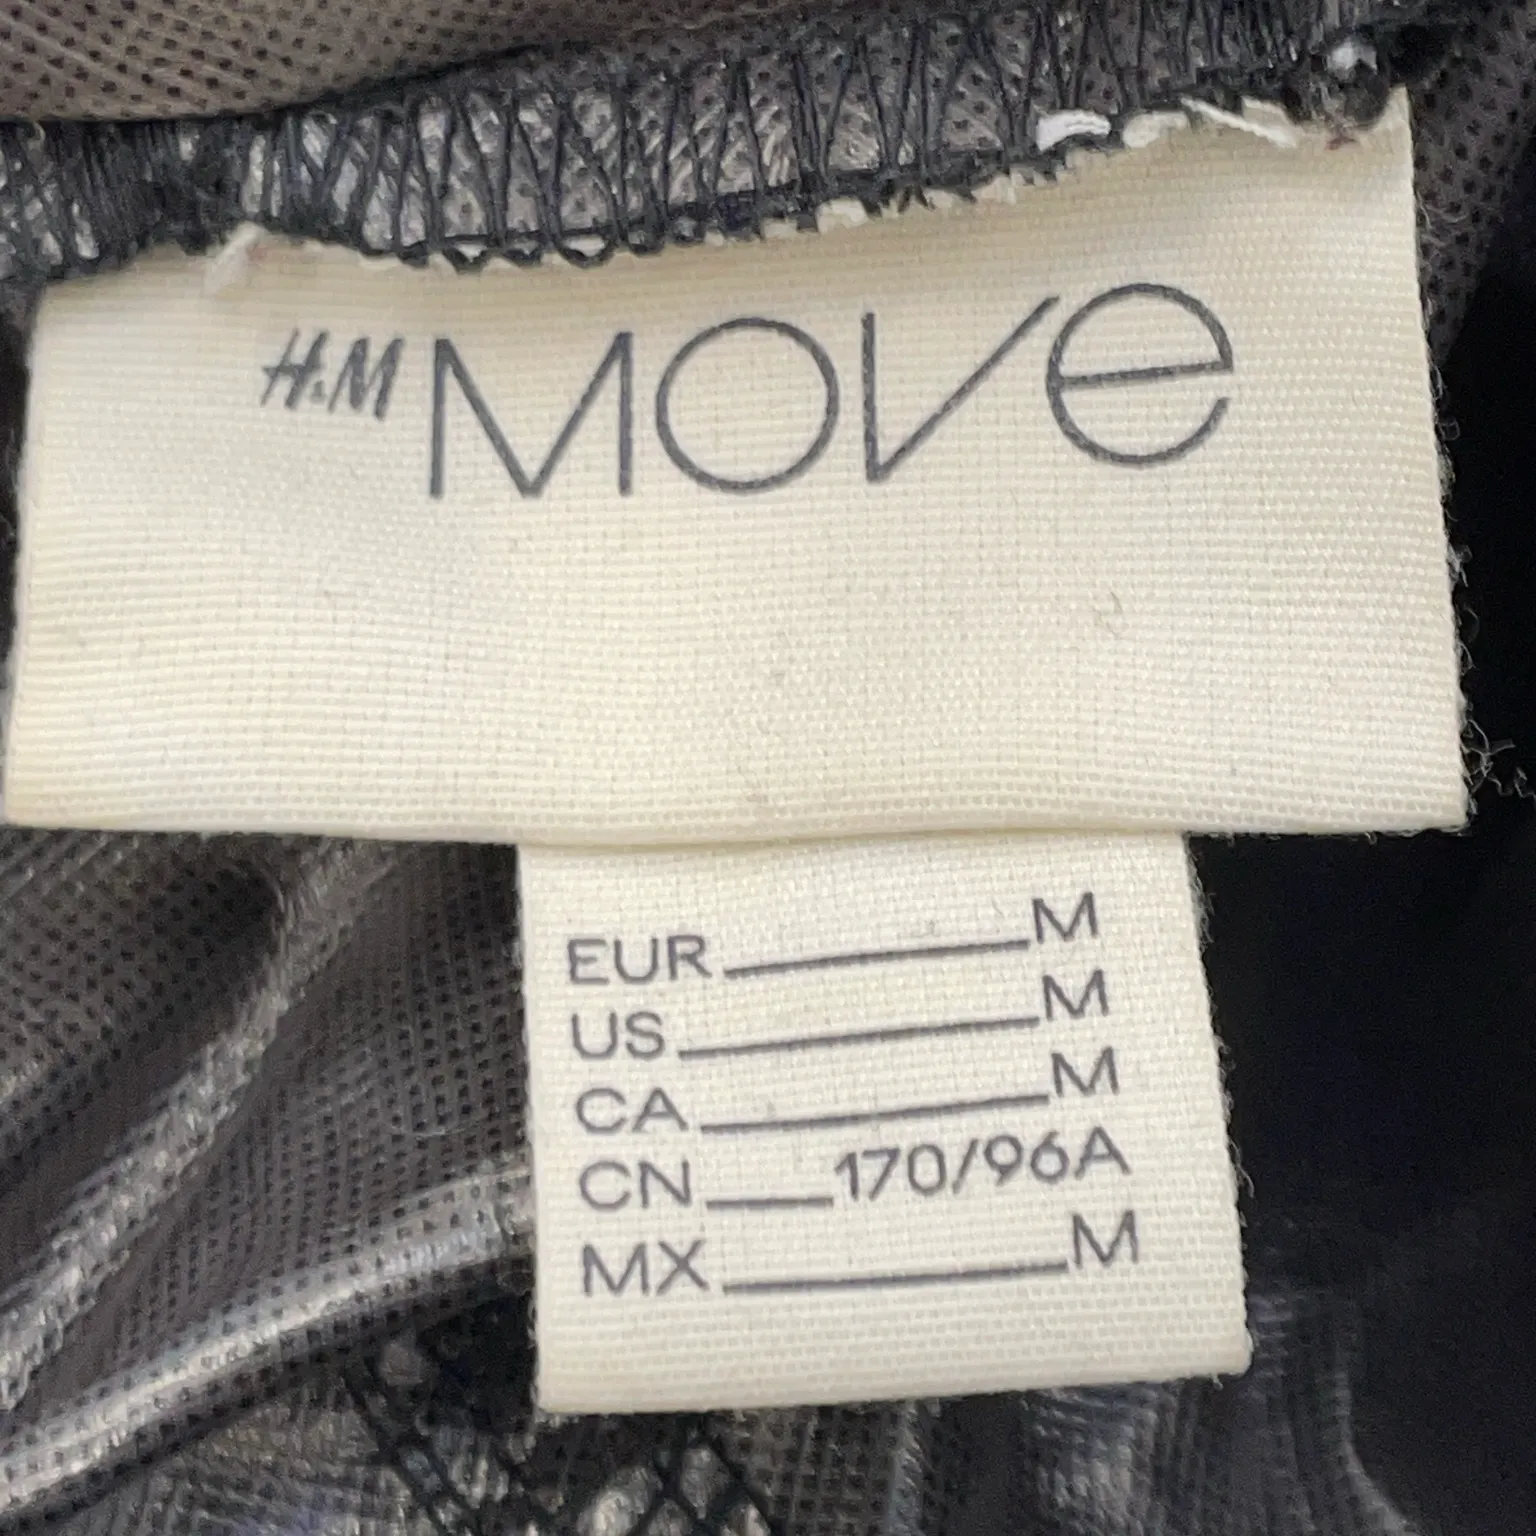 H&M MOVe
EUR M
US M
CA M
CN 170/96A
MX M